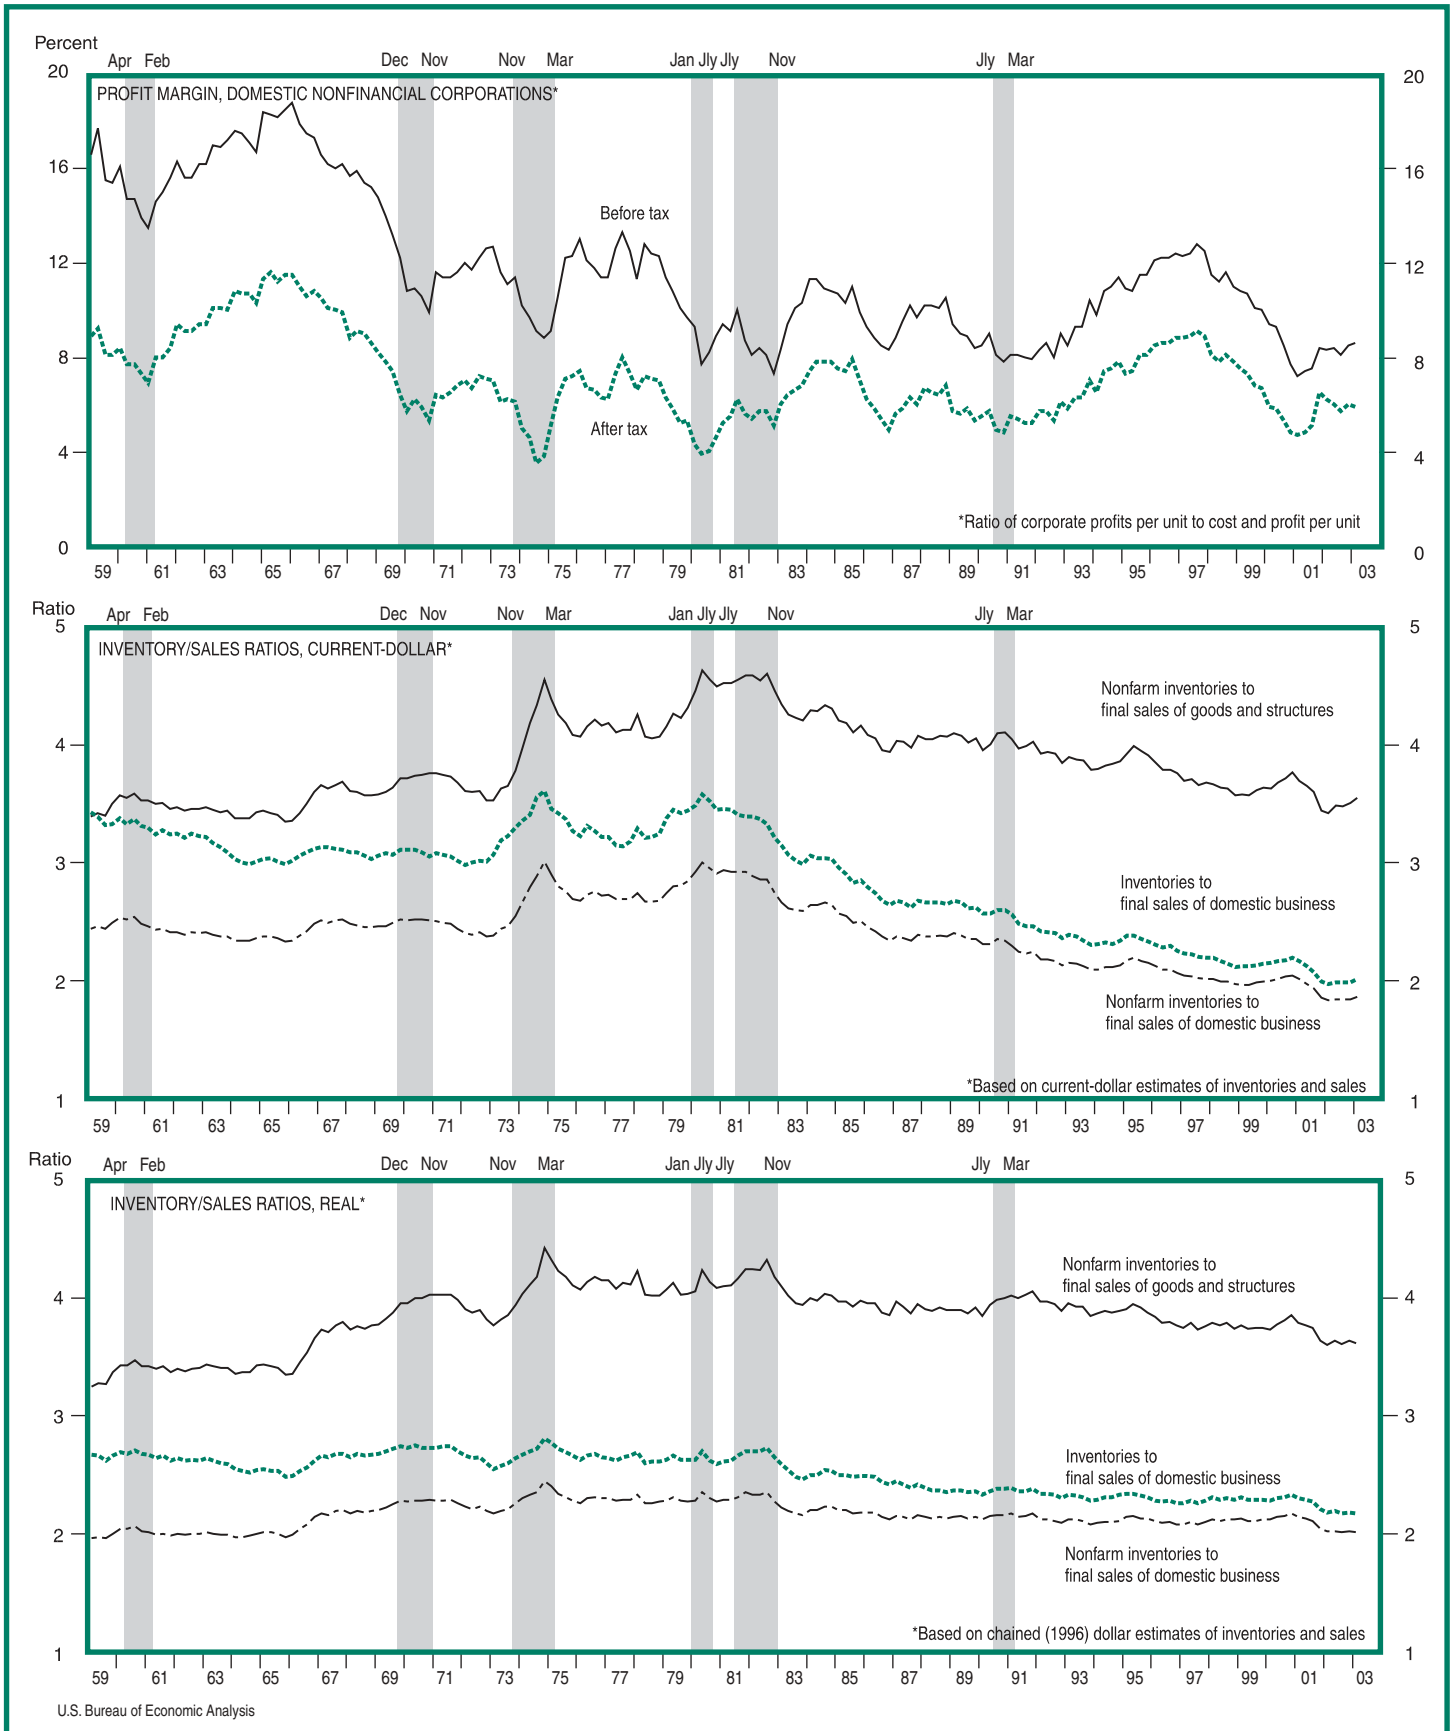 Percent
Apr Feb Dec Nov Nov Mar Jan Jly Jly Nov Jly Mar
20 20
PROFIT MARGIN, DOMESTIC NONFINANCIAL CORPORATIONS*
16 16
Before tax
12 12
8 8
After tax
4 4
*Ratio of corporate profits per unit to cost and profit per unit
0 0
59 61 63 65 67 69 71 73 75 77 79 81 83 85 87 89 91 93 95 97 99 01 03
Ratio
Apr Feb Dec Nov Nov Mar Jan Jly Jly Nov Jly Mar
5 5
INVENTORY/SALES RATIOS, CURRENT-DOLLAR*
Nonfarm inventories to
final sales of goods and structures
4 4
3 3
Inventories to
final sales of domestic business
2 2
Nonfarm inventories to
final sales of domestic business
*Based on current-dollar estimates of inventories and sales
1 1
59 61 63 65 67 69 71 73 75 77 79 81 83 85 87 89 91 93 95 97 99 01 03
Ratio
Apr Feb Dec Nov Nov Mar Jan Jly Jly Nov Jly Mar
5 5
INVENTORY/SALES RATIOS, REAL*
Nonfarm inventories to
final sales of goods and structures
4 4
3 3
Inventories to
final sales of domestic business
2 2
Nonfarm inventories to
final sales of domestic business
*Based on chained (1996) dollar estimates of inventories and sales
1 1
59 61 63 65 67 69 71 73 75 77 79 81 83 85 87 89 91 93 95 97 99 01 03
U.S. Bureau of Economic Analysis